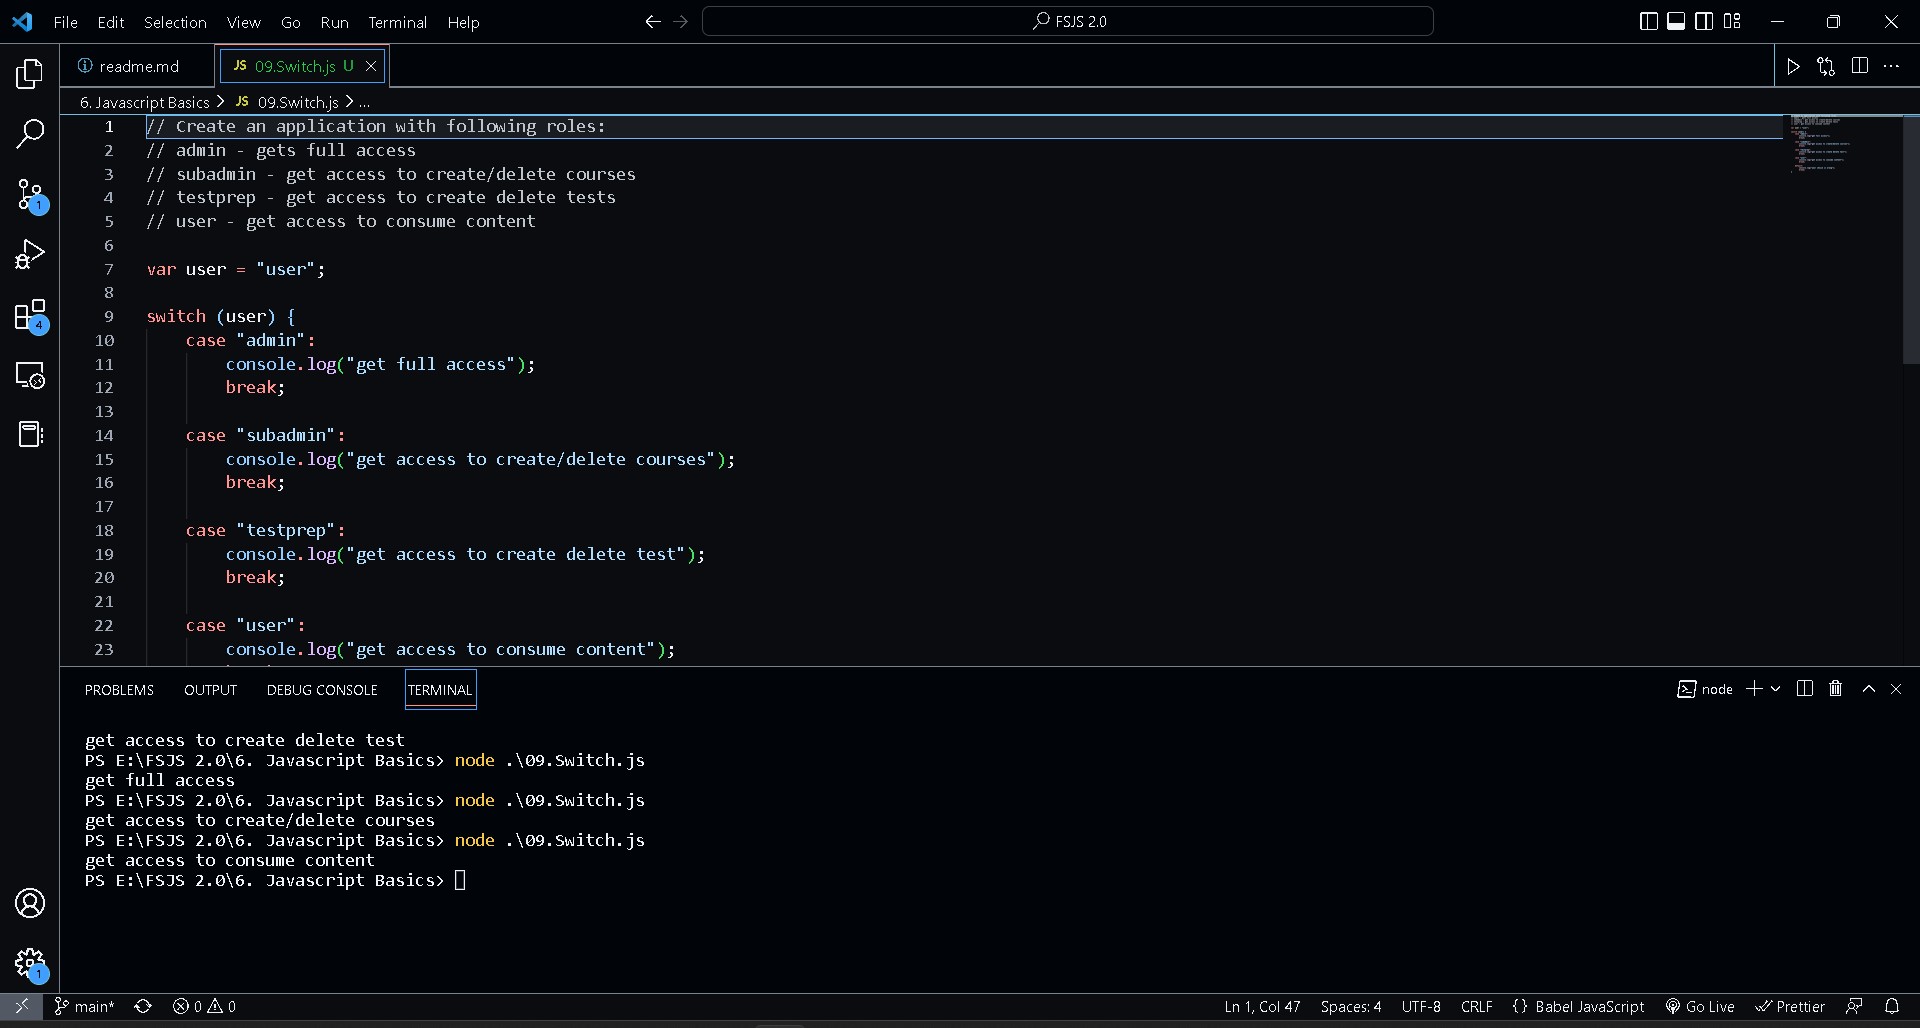 File Edit Selection View Go Run Terminal Help FSJS 2.0
readme.md JS 09.Switch.js U
6. Javascript Basics > JS 09.Switch.js > ...
1 // Create an application with following roles:
2 // admin - gets full access
3 // subadmin - get access to create/delete courses
4 // testprep - get access to create delete tests
5 // user - get access to consume content
6
7 var user = "user";
8
9 switch (user) {
10 case "admin":
11 console.log("get full access");
12 break;
13
14 case "subadmin":
15 console.log("get access to create/delete courses");
16 break;
17
18 case "testprep":
19 console.log("get access to create delete test");
20 break;
21
22 case "user":
23 console.log("get access to consume content");
1
4
PROBLEMS OUTPUT DEBUG CONSOLE TERMINAL node
get access to create delete test
PS E:\FSJS 2.0\6. Javascript Basics> node .\09.Switch.js
get full access
PS E:\FSJS 2.0\6. Javascript Basics> node .\09.Switch.js
get access to create/delete courses
PS E:\FSJS 2.0\6. Javascript Basics> node .\09.Switch.js
get access to consume content
PS E:\FSJS 2.0\6. Javascript Basics>
1
main* 0 0 Ln 1, Col 47 Spaces: 4 UTF-8 CRLF {} Babel JavaScript Go Live Prettier